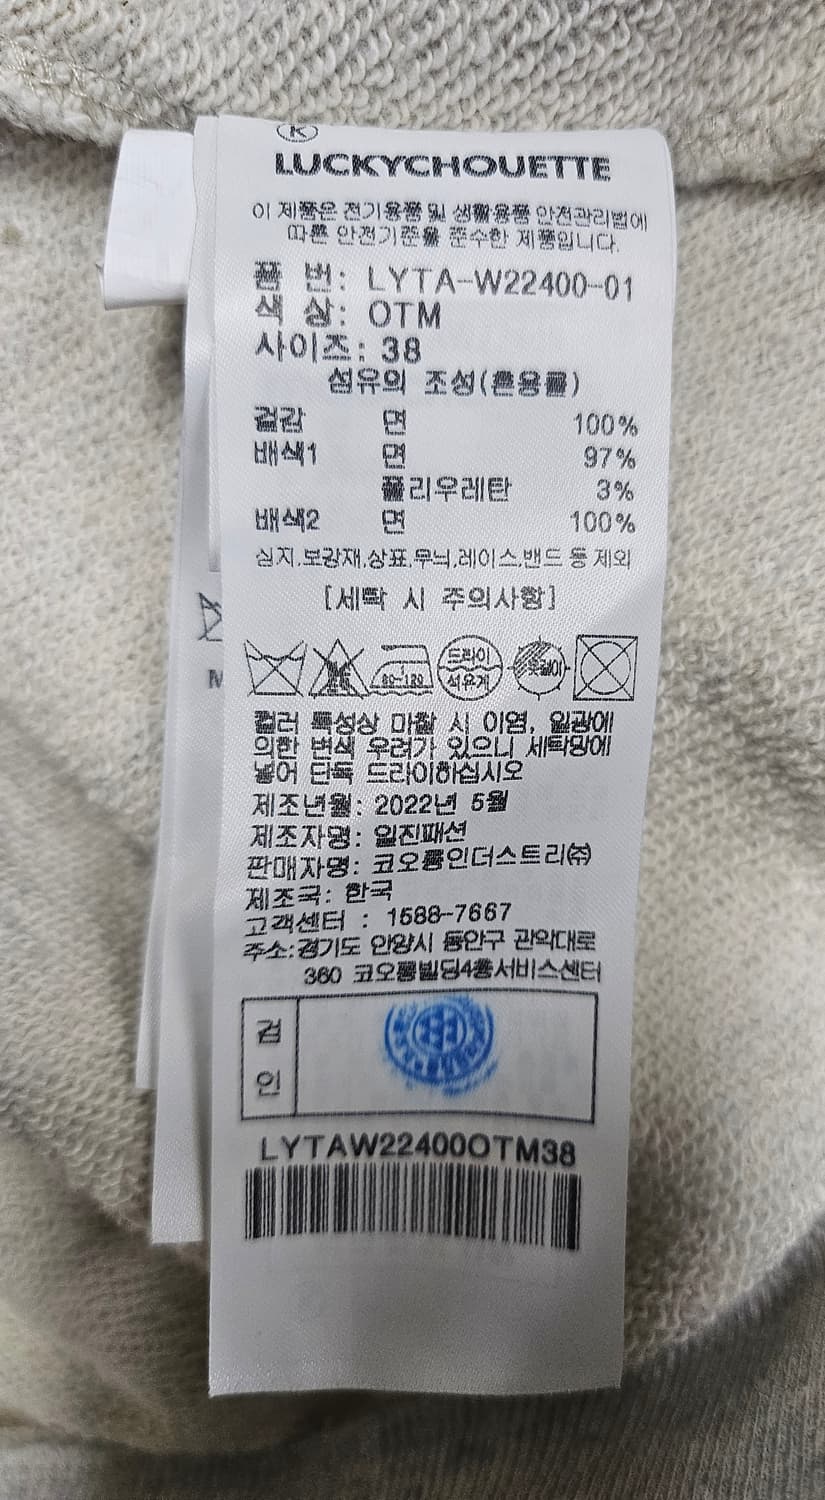 K
LUCKYCHOUETTE
이 제품은 전기용품 및 생활용품 안전관리법에
따른 안전기준을 준수한 제품입니다.
품 번: LYTA-W22400-01
색 상: OTM
사이즈: 38
섬유의 조성(혼용률)
겉감 면 100%
배색1 면 97%
폴리우레탄 3%
배색2 면 100%
심지,보강재,상표,무늬,레이스,밴드 등 제외
[세탁 시 주의사항]
1
80~120
드라이
석유계
옷걸이
컬러 특성상 마찰 시 이염, 일광에
의한 변색 우려가 있으니 세탁망에
넣어 단독 드라이하십시오
제조년월: 2022년 5월
제조자명: 일진패션
판매자명: 코오롱인더스트리㈜
제조국: 한국
고객센터 : 1588-7667
주소:경기도 안양시 동안구 관악대로
360 코오롱빌딩4층서비스센터
검
인
LYTAW22400OTM38